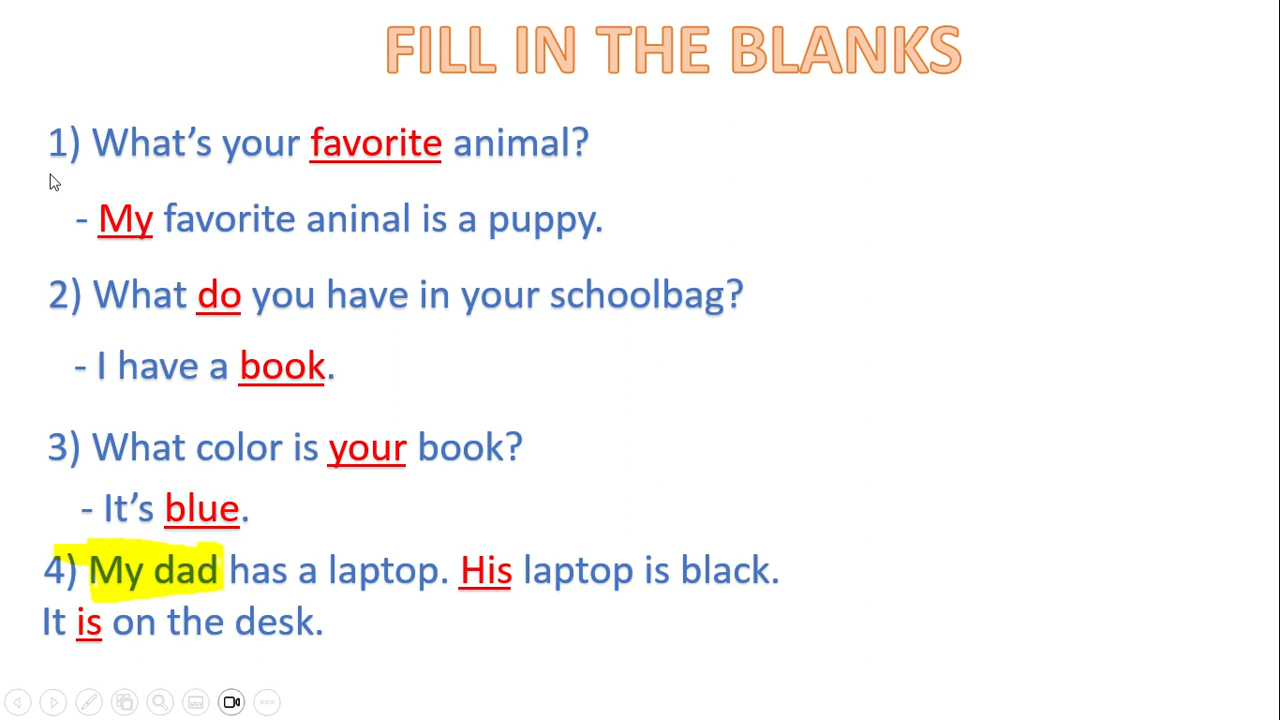 FILL IN THE BLANKS
1) What’s your favorite animal?
- My favorite aninal is a puppy.
2) What do you have in your schoolbag?
- I have a book.
3) What color is your book?
- It’s blue.
4) My dad has a laptop. His laptop is black.
It is on the desk.